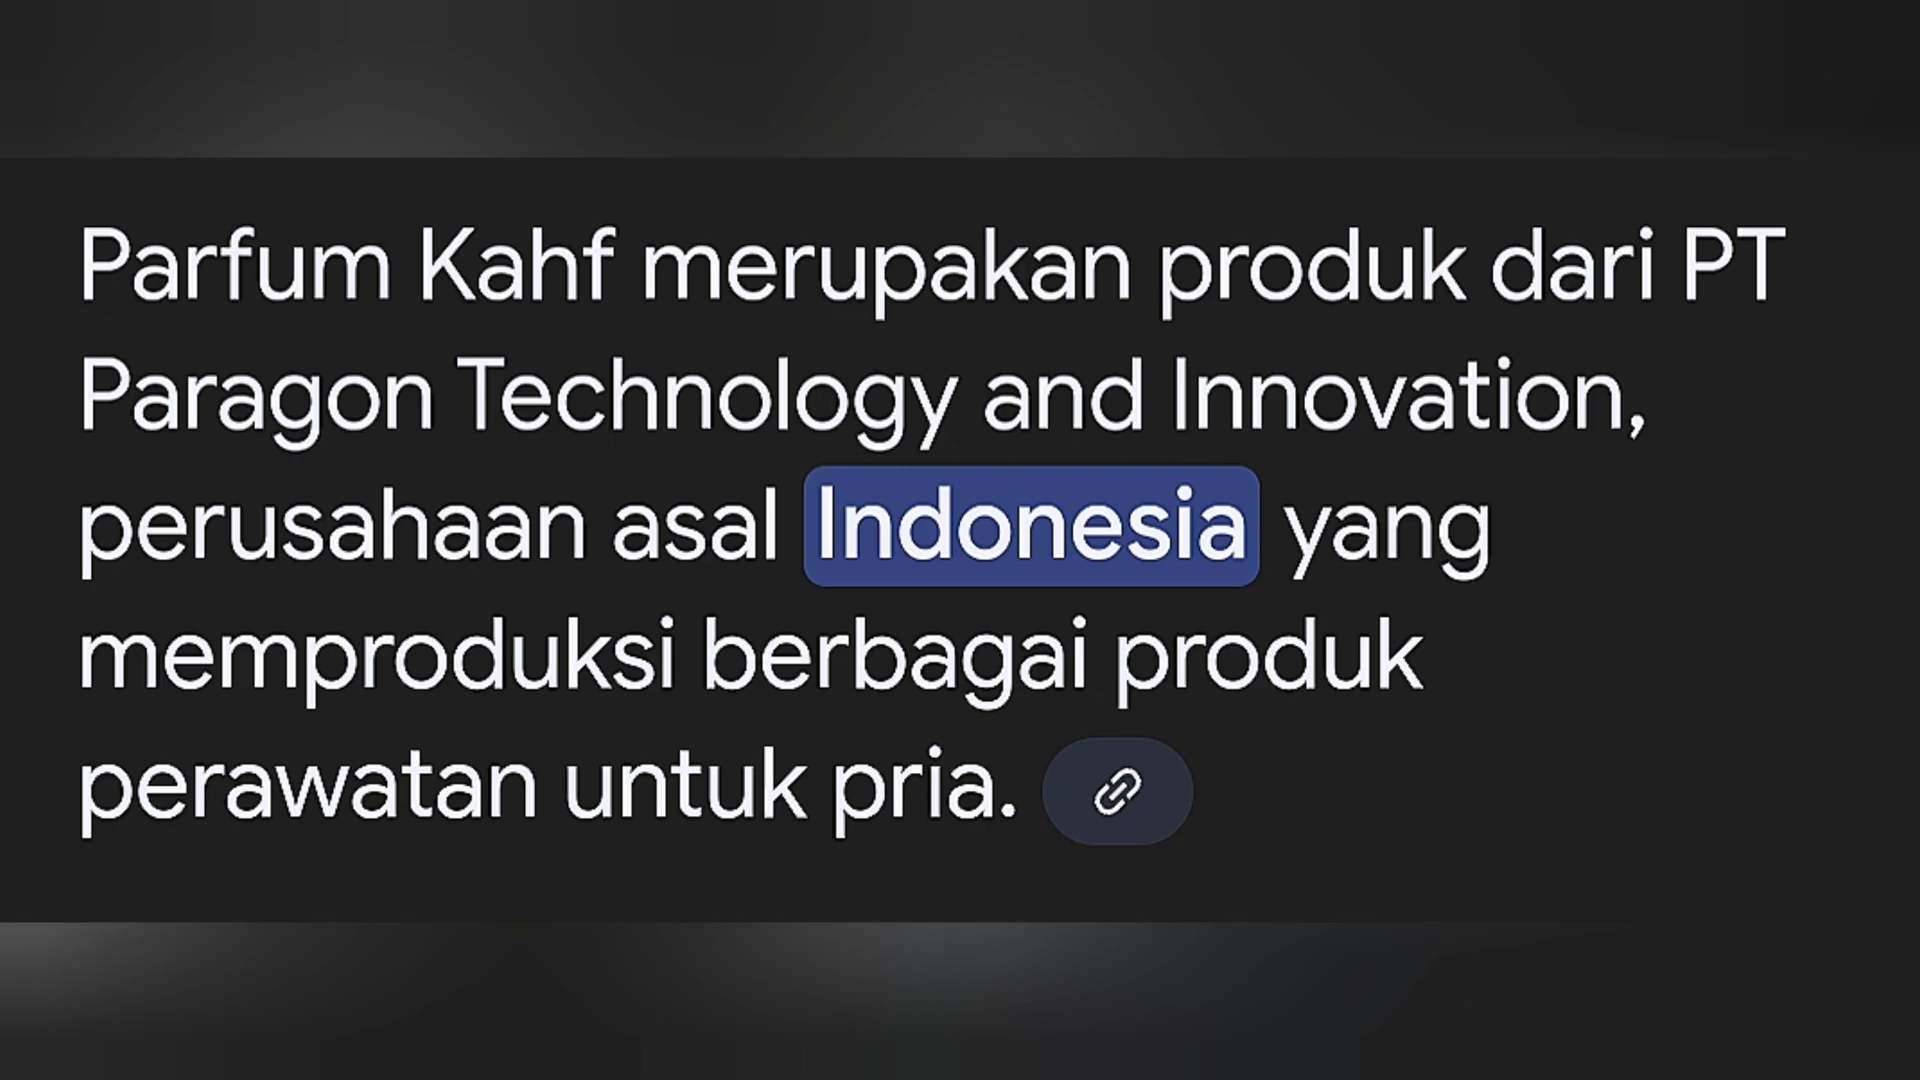 Parfum Kahf merupakan produk dari PT
Paragon Technology and Innovation,
perusahaan asal Indonesia yang
memproduksi berbagai produk
perawatan untuk pria.